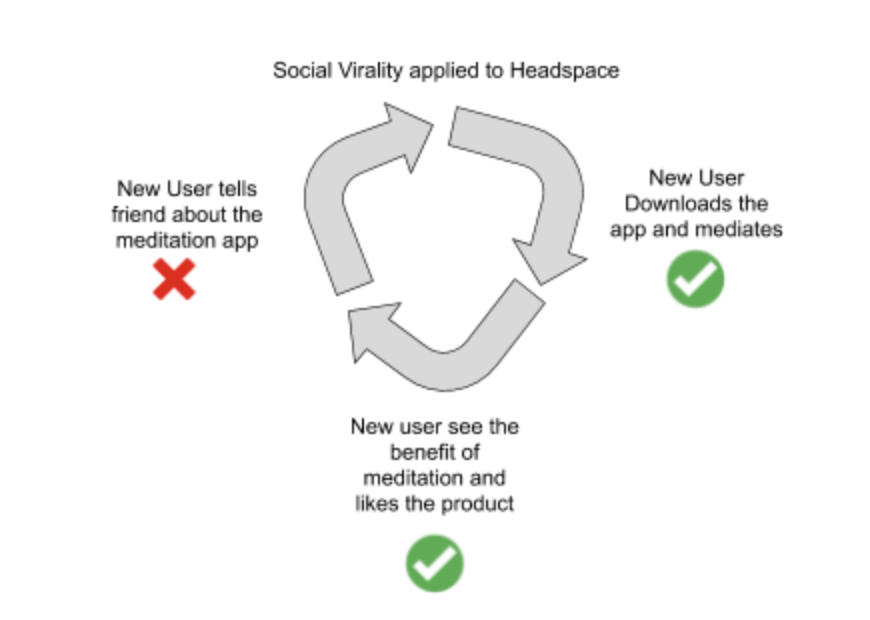 Social Virality applied to Headspace
New User tells
friend about the
meditation app
New User
Downloads the
app and mediates
New user see the
benefit of
meditation and
likes the product